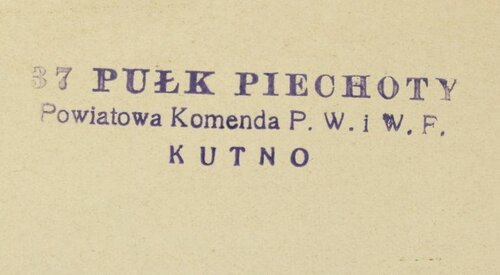 37 PUŁK PIECHOTY
Powiatowa Komenda P. W. i W. F.
KUTNO